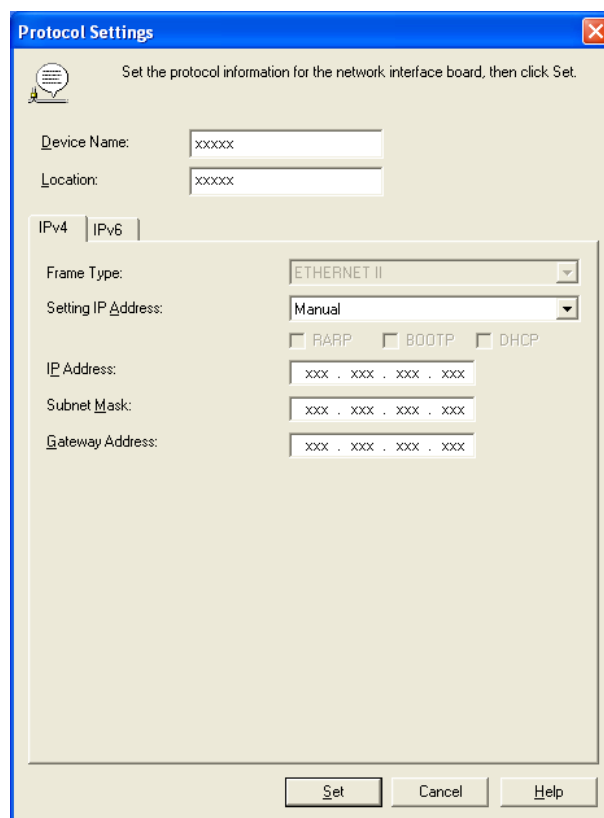 Protocol Settings
Set the protocol information for the network interface board, then click Set.
Device Name: xxxxx
Location: xxxxx
IPv4 IPv6
Frame Type: ETHERNET II
Setting IP Address: Manual
RARP BOOTP DHCP
IP Address: xxx . xxx . xxx . xxx
Subnet Mask: xxx . xxx . xxx . xxx
Gateway Address: xxx . xxx . xxx . xxx
Set Cancel Help